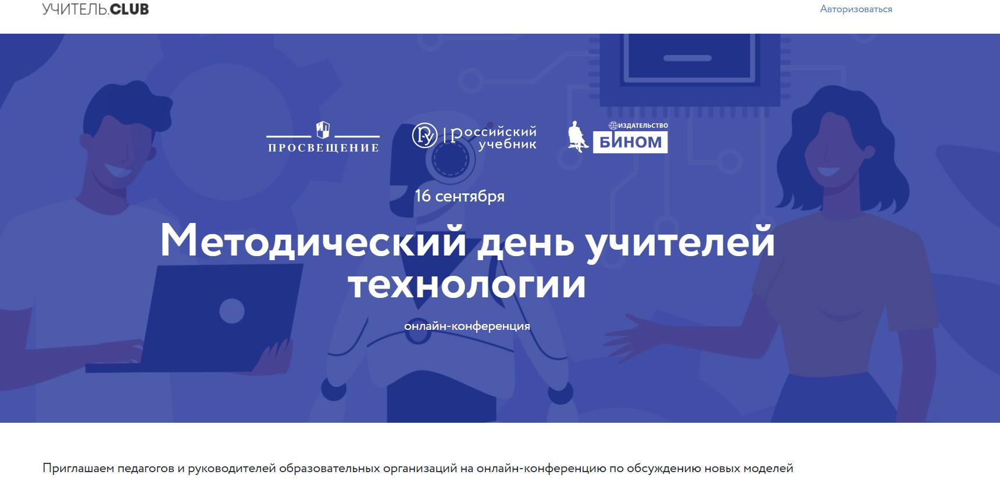 УЧИТЕЛЬ.CLUB
Авторизоваться
ПРОСВЕЩЕНИЕ
Ру
Российский
учебник
ИЗДАТЕЛЬСТВО
БИНОМ
16 сентября
Методический день учителей
технологии
онлайн-конференция
Приглашаем педагогов и руководителей образовательных организаций на онлайн-конференцию по обсуждению новых моделей